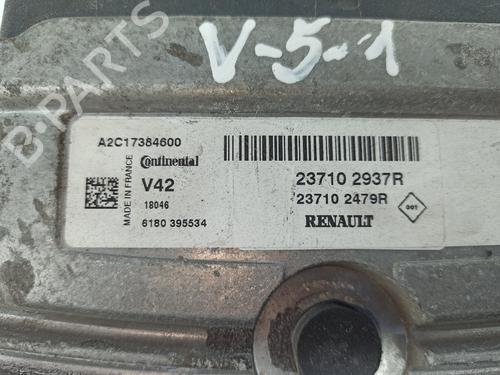 V-5-1
B-PARTS
A2C17384600
MADE IN FRANCE
Continental
V42
18046
6180 395534
23710 2937R
23710 2479R
RENAULT
001